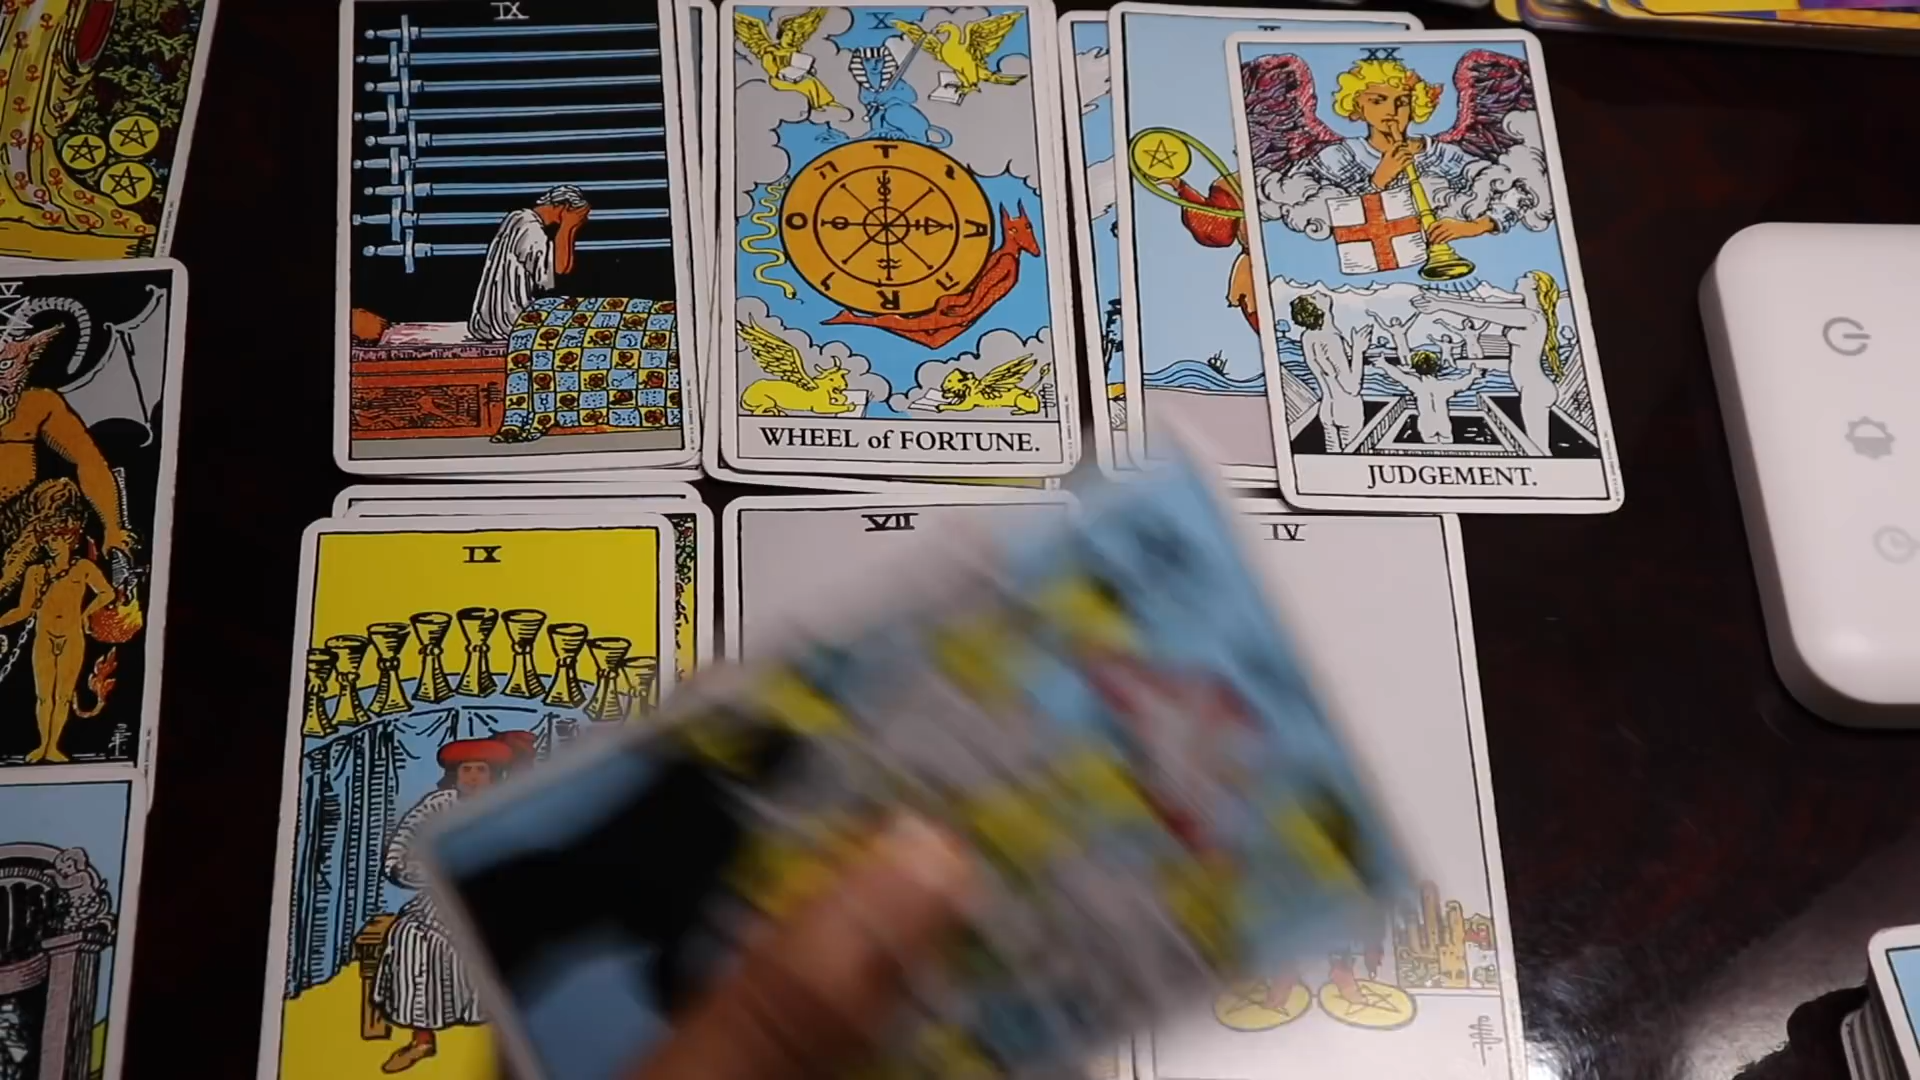 IX
X
XX
T
A
R
O
WHEEL of FORTUNE.
JUDGEMENT.
IX
VII
IV